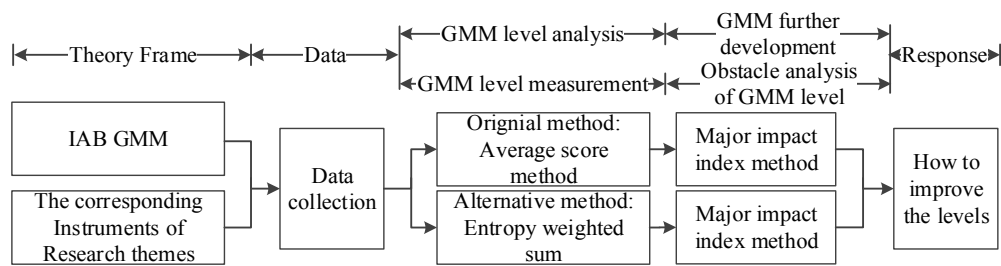 Theory Frame
Data
GMM level analysis
GMM further
development
Response
GMM level measurement
Obstacle analysis
of GMM level
IAB GMM
The corresponding
Instruments of
Research themes
Data
collection
Orignial method:
Average score
method
Alternative method:
Entropy weighted
sum
Major impact
index method
Major impact
index method
How to
improve
the levels